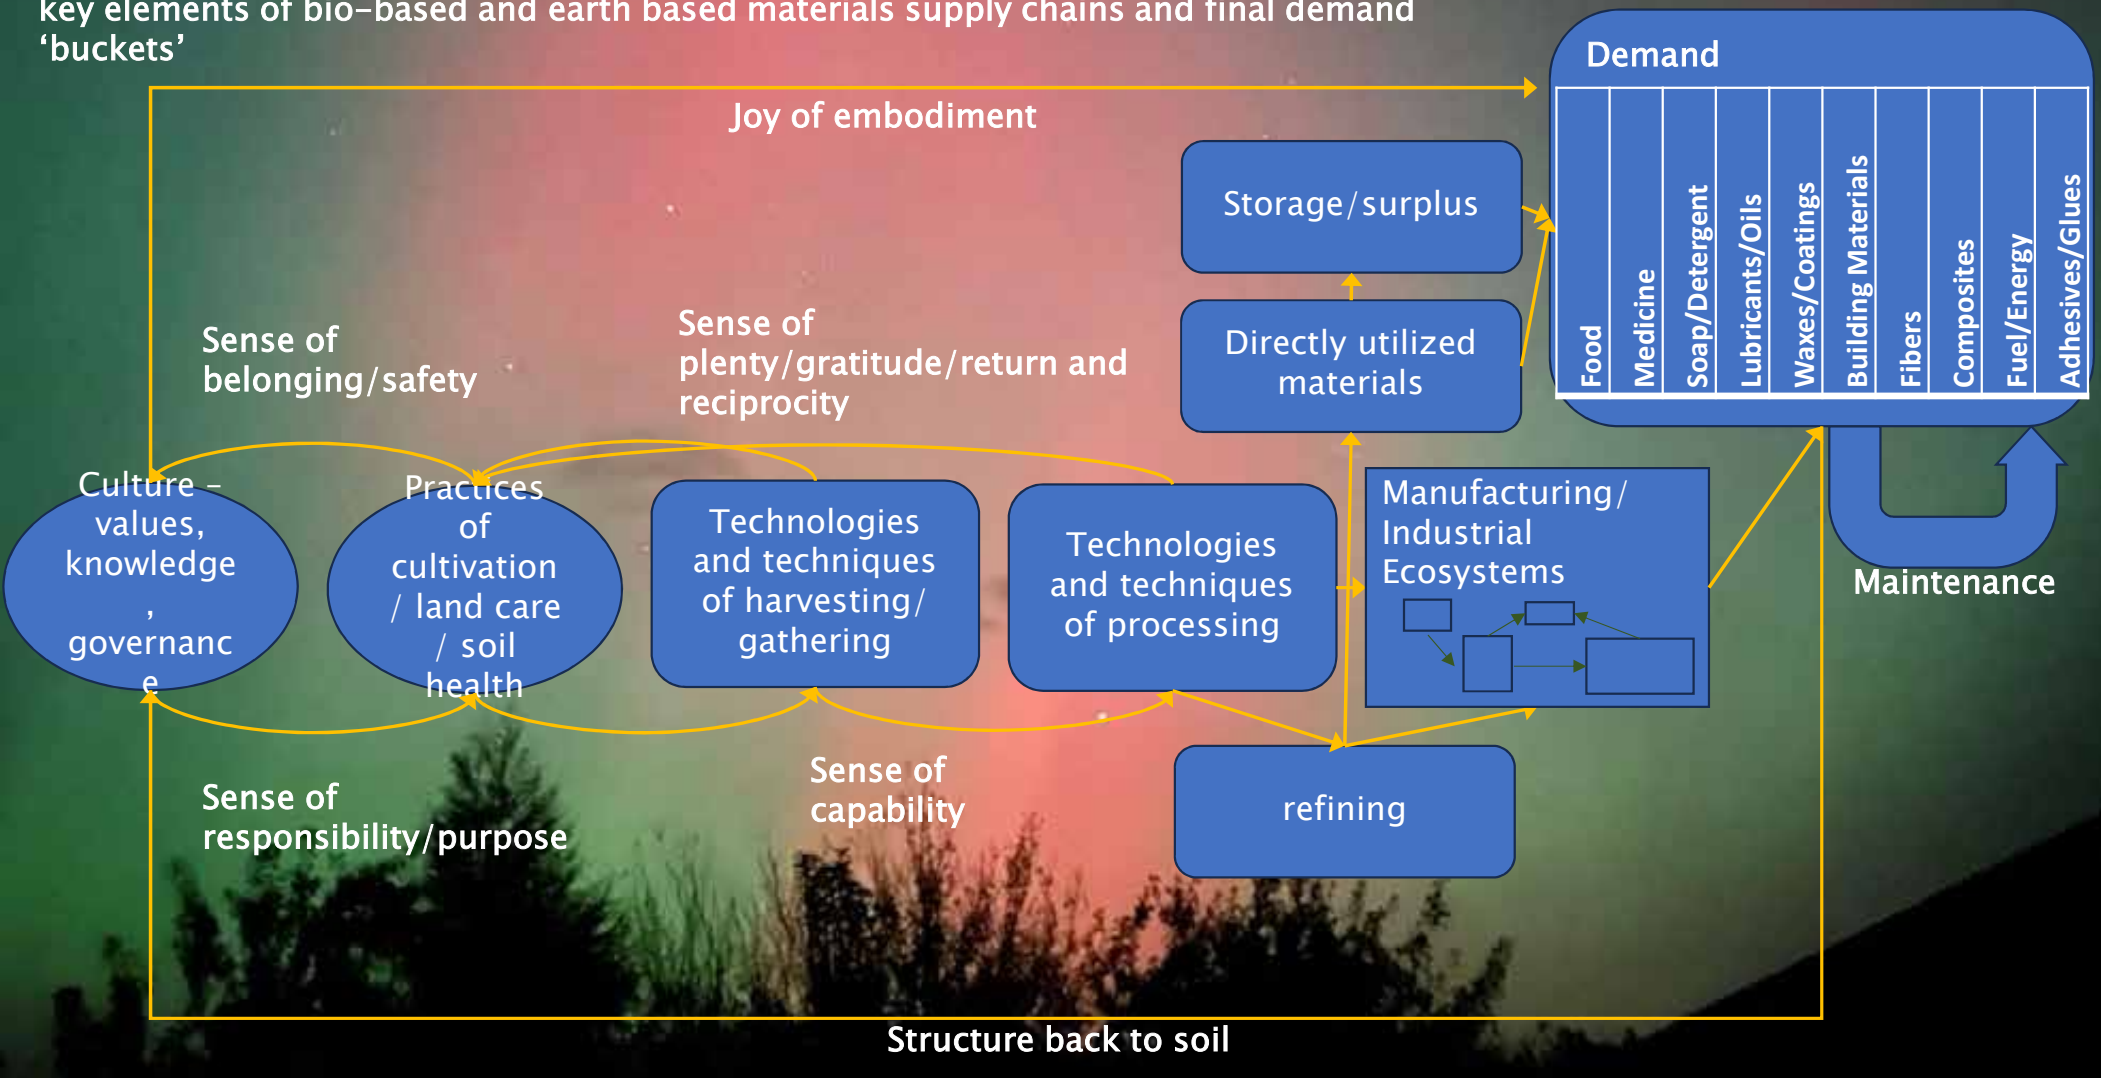 key elements of bio-based and earth based materials supply chains and final demand
‘buckets’
Demand
Joy of embodiment
Food
Medicine
Soap/Detergent
Lubricants/Oils
Waxes/Coatings
Building Materials
Fibers
Composites
Fuel/Energy
Adhesives/Glues
Storage/surplus
Directly utilized
materials
Sense of
belonging/safety
Sense of
plenty/gratitude/return and
reciprocity
Culture –
values,
knowledge
,
governanc
e
Practices
of
cultivation
/ land care
/ soil
health
Technologies
and techniques
of harvesting/
gathering
Technologies
and techniques
of processing
Manufacturing/
Industrial
Ecosystems
Maintenance
Sense of
responsibility/purpose
Sense of
capability
refining
Structure back to soil